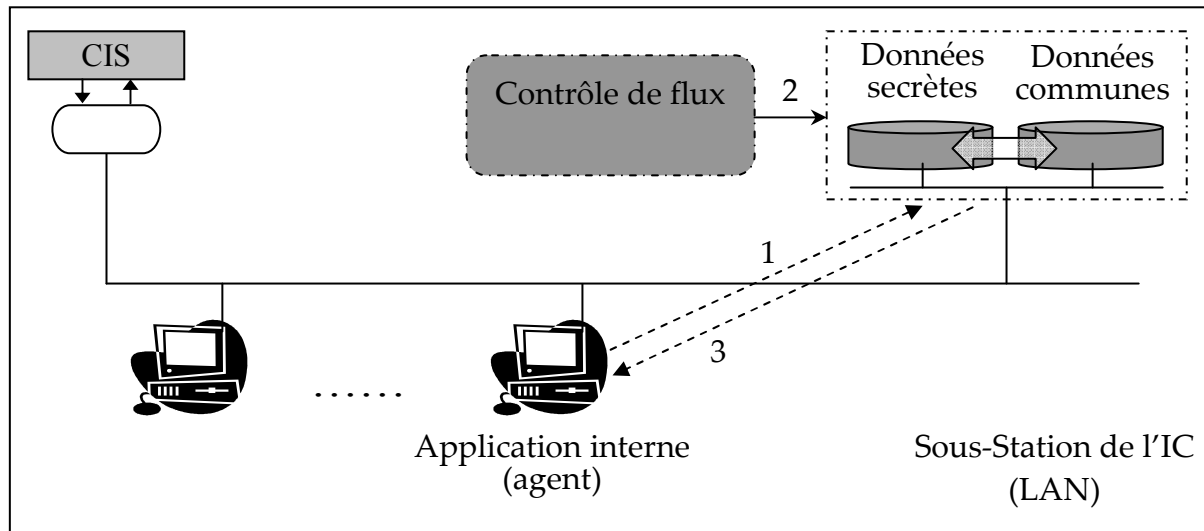 CIS
Contrôle de flux
2
Données
secrètes
Données
communes
1
3
. . . . . .
Application interne
(agent)
Sous-Station de l'IC
(LAN)